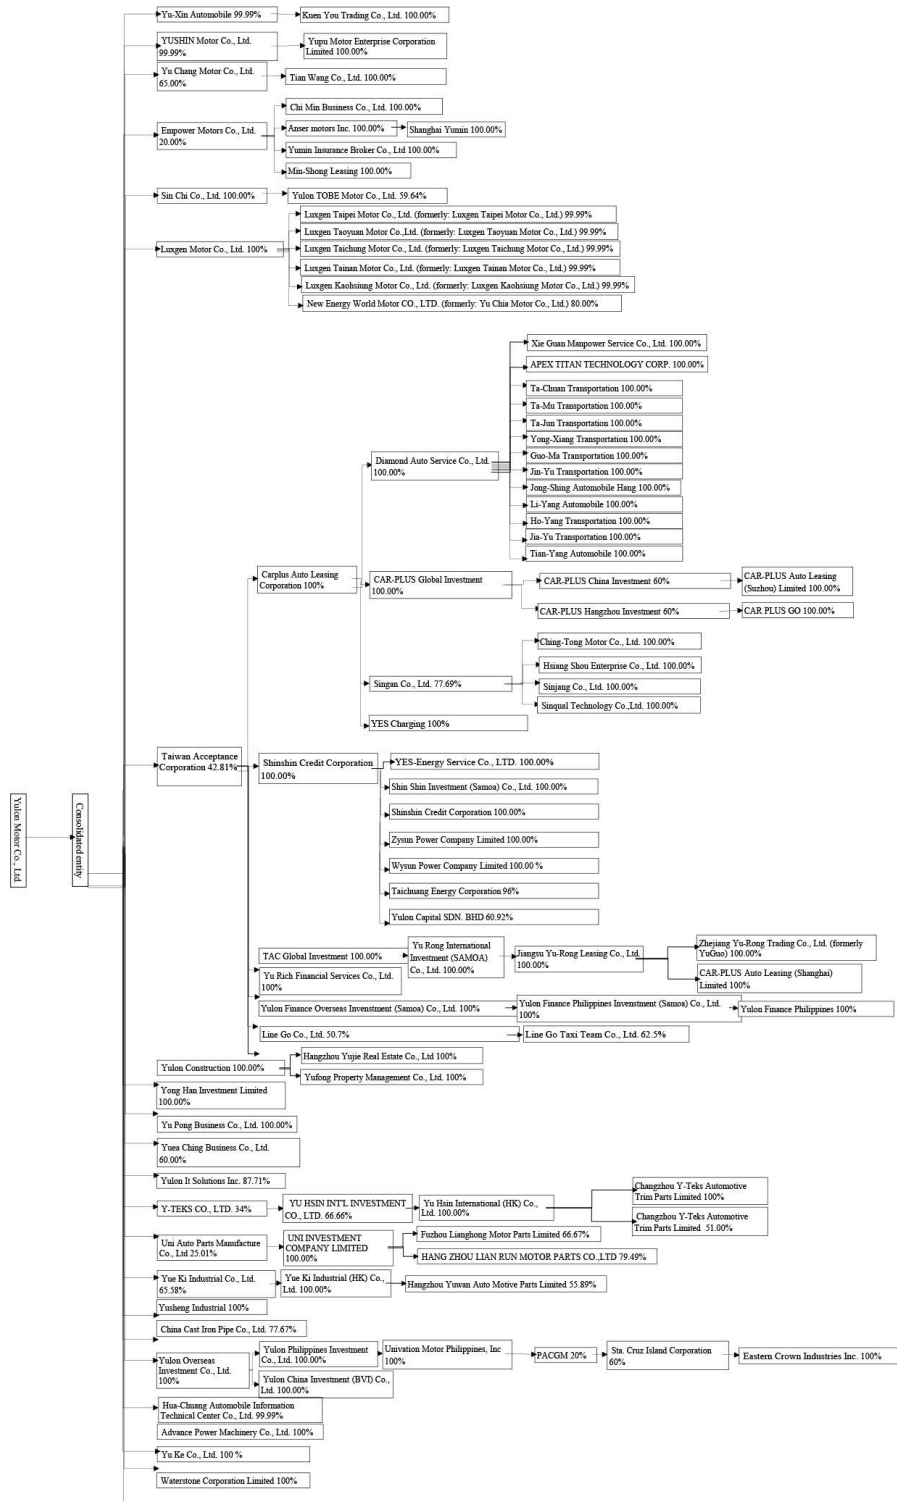 Yu-Xin Automobile 99.99%
Kuen You Trading Co., Ltd. 100.00%
YUSHIN Motor Co., Ltd.
99.99%
Yupu Motor Enterprise Corporation
Limited 100.00%
Yu Chang Motor Co., Ltd.
65.00%
Tian Wang Co., Ltd. 100.00%
Empower Motors Co., Ltd.
20.00%
Chi Min Business Co., Ltd. 100.00%
Anser motors Inc. 100.00%
Shanghai Yumin 100.00%
Yumin Insurance Broker Co., Ltd 100.00%
Min-Shong Leasing 100.00%
Sin Chi Co., Ltd. 100.00%
Yulon TOBE Motor Co., Ltd. 59.64%
Luxgen Motor Co., Ltd. 100%
Luxgen Taipei Motor Co., Ltd. (formerly: Luxgen Taipei Motor Co., Ltd.) 99.99%
Luxgen Taoyuan Motor Co.,Ltd. (formerly: Luxgen Taoyuan Motor Co., Ltd.) 99.99%
Luxgen Taichung Motor Co., Ltd. (formerly: Luxgen Taichung Motor Co., Ltd.) 99.99%
Luxgen Tainan Motor Co., Ltd. (formerly: Luxgen Tainan Motor Co., Ltd.) 99.99%
Luxgen Kaohsiung Motor Co., Ltd. (formerly: Luxgen Kaohsiung Motor Co., Ltd.) 99.99%
New Energy World Motor CO., LTD. (formerly: Yu Chia Motor Co., Ltd.) 80.00%
Yulon Motor Co., Ltd.
Consolidated entity
Taiwan Acceptance
Corporation 42.81%
Carplus Auto Leasing
Corporation 100%
Diamond Auto Service Co., Ltd.
100.00%
Xie Guan Manpower Service Co., Ltd. 100.00%
APEX TITAN TECHNOLOGY CORP. 100.00%
Ta-Chuan Transportation 100.00%
Ta-Mu Transportation 100.00%
Ta-Jun Transportation 100.00%
Yong-Xiang Transportation 100.00%
Guo-Ma Transportation 100.00%
Jin-Yu Transportation 100.00%
Jong-Shing Automobile Hang 100.00%
Li-Yang Automobile 100.00%
Ho-Yang Transportation 100.00%
Jia-Yu Transportation 100.00%
Tian-Yang Automobile 100.00%
CAR-PLUS Global Investment
100.00%
CAR-PLUS China Investment 60%
CAR-PLUS Auto Leasing
(Suzhou) Limited 100.00%
CAR-PLUS Hangzhou Investment 60%
CAR PLUS GO 100.00%
Singan Co., Ltd. 77.69%
Ching-Tong Motor Co., Ltd. 100.00%
Hsiang Shou Enterprise Co., Ltd. 100.00%
Sinjang Co., Ltd. 100.00%
Sinqual Technology Co.,Ltd. 100.00%
YES Charging 100%
Shinshin Credit Corporation
100.00%
YES-Energy Service Co., LTD. 100.00%
Shin Shin Investment (Samoa) Co., Ltd. 100.00%
Shinshin Credit Corporation 100.00%
Zysun Power Company Limited 100.00%
Wysun Power Company Limited 100.00 %
Taichuang Energy Corporation 96%
Yulon Capital SDN. BHD 60.92%
TAC Global Investment 100.00%
Yu Rong International
Investment (SAMOA)
Co., Ltd. 100.00%
Jiangsu Yu-Rong Leasing Co., Ltd.
100.00%
Zhejiang Yu-Rong Trading Co., Ltd. (formerly
YuGuo) 100.00%
CAR-PLUS Auto Leasing (Shanghai)
Limited 100%
Yu Rich Financial Services Co., Ltd.
100%
Yulon Finance Overseas Invenstment (Samoa) Co., Ltd. 100%
Yulon Finance Philippines Invenstment (Samoa) Co., Ltd.
100%
Yulon Finance Philippines 100%
Line Go Co., Ltd. 50.7%
Line Go Taxi Team Co., Ltd. 62.5%
Yulon Construction 100.00%
Hangzhou Yujie Real Estate Co., Ltd 100%
Yufong Property Management Co., Ltd. 100%
Yong Han Investment Limited
100.00%
Yu Pong Business Co., Ltd. 100.00%
Yuea Ching Business Co., Ltd.
60.00%
Yulon It Solutions Inc. 87.71%
Y-TEKS CO., LTD. 34%
YU HSIN INT'L INVESTMENT
CO., LTD. 66.66%
Yu Hsin International (HK) Co.,
Ltd. 100.00%
Changzhou Y-Teks Automotive
Trim Parts Limited 100%
Changzhou Y-Teks Automotive
Trim Parts Limited 51.00%
Uni Auto Parts Manufacture
Co., Ltd 25.01%
UNI INVESTMENT
COMPANY LIMITED
100.00%
Fuzhou Lianghong Motor Parts Limited 66.67%
HANG ZHOU LIAN RUN MOTOR PARTS CO.,LTD 79.49%
Yue Ki Industrial Co., Ltd.
65.58%
Yue Ki Industrial (HK) Co.,
Ltd. 100.00%
Hangzhou Yuwan Auto Motive Parts Limited 55.89%
Yusheng Industrial 100%
China Cast Iron Pipe Co., Ltd. 77.67%
Yulon Overseas
Investment Co., Ltd.
100%
Yulon Philippines Investment
Co., Ltd. 100.00%
Univation Motor Philippines, Inc
100%
PACGM 20%
Sta. Cruz Island Corporation
60%
Eastern Crown Industries Inc. 100%
Yulon China Investment (BVI) Co.,
Ltd. 100.00%
Hua-Chuang Automobile Information
Technical Center Co., Ltd. 99.99%
Advance Power Machinery Co., Ltd. 100%
Yu Ke Co., Ltd. 100 %
Waterstone Corporation Limited 100%